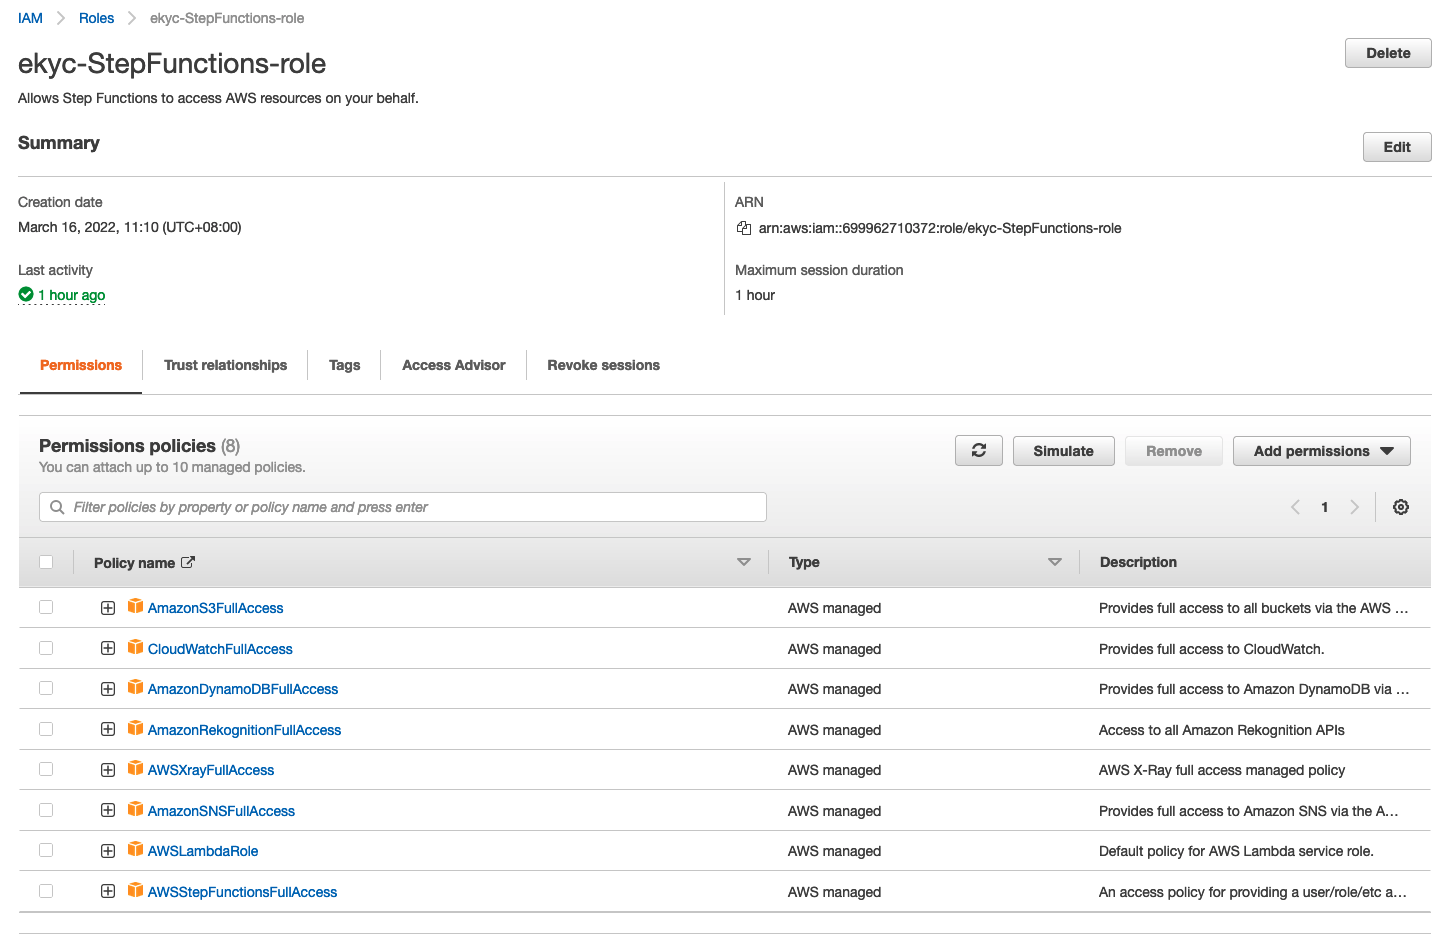 IAM > Roles > ekyc-StepFunctions-role
ekyc-StepFunctions-role
Delete
Allows Step Functions to access AWS resources on your behalf.
Summary
Edit
Creation date
March 16, 2022, 11:10 (UTC+08:00)
ARN
arn:aws:iam::699962710372:role/ekyc-StepFunctions-role
Last activity
1 hour ago
Maximum session duration
1 hour
Permissions
Trust relationships
Tags
Access Advisor
Revoke sessions
Permissions policies (8)
You can attach up to 10 managed policies.
Simulate
Remove
Add permissions
Filter policies by property or policy name and press enter
1
Policy name Type Description
AmazonS3FullAccess AWS managed Provides full access to all buckets via the AWS ...
CloudWatchFullAccess AWS managed Provides full access to CloudWatch.
AmazonDynamoDBFullAccess AWS managed Provides full access to Amazon DynamoDB via ...
AmazonRekognitionFullAccess AWS managed Access to all Amazon Rekognition APIs
AWSXrayFullAccess AWS managed AWS X-Ray full access managed policy
AmazonSNSFullAccess AWS managed Provides full access to Amazon SNS via the A...
AWSLambdaRole AWS managed Default policy for AWS Lambda service role.
AWSStepFunctionsFullAccess AWS managed An access policy for providing a user/role/etc a...